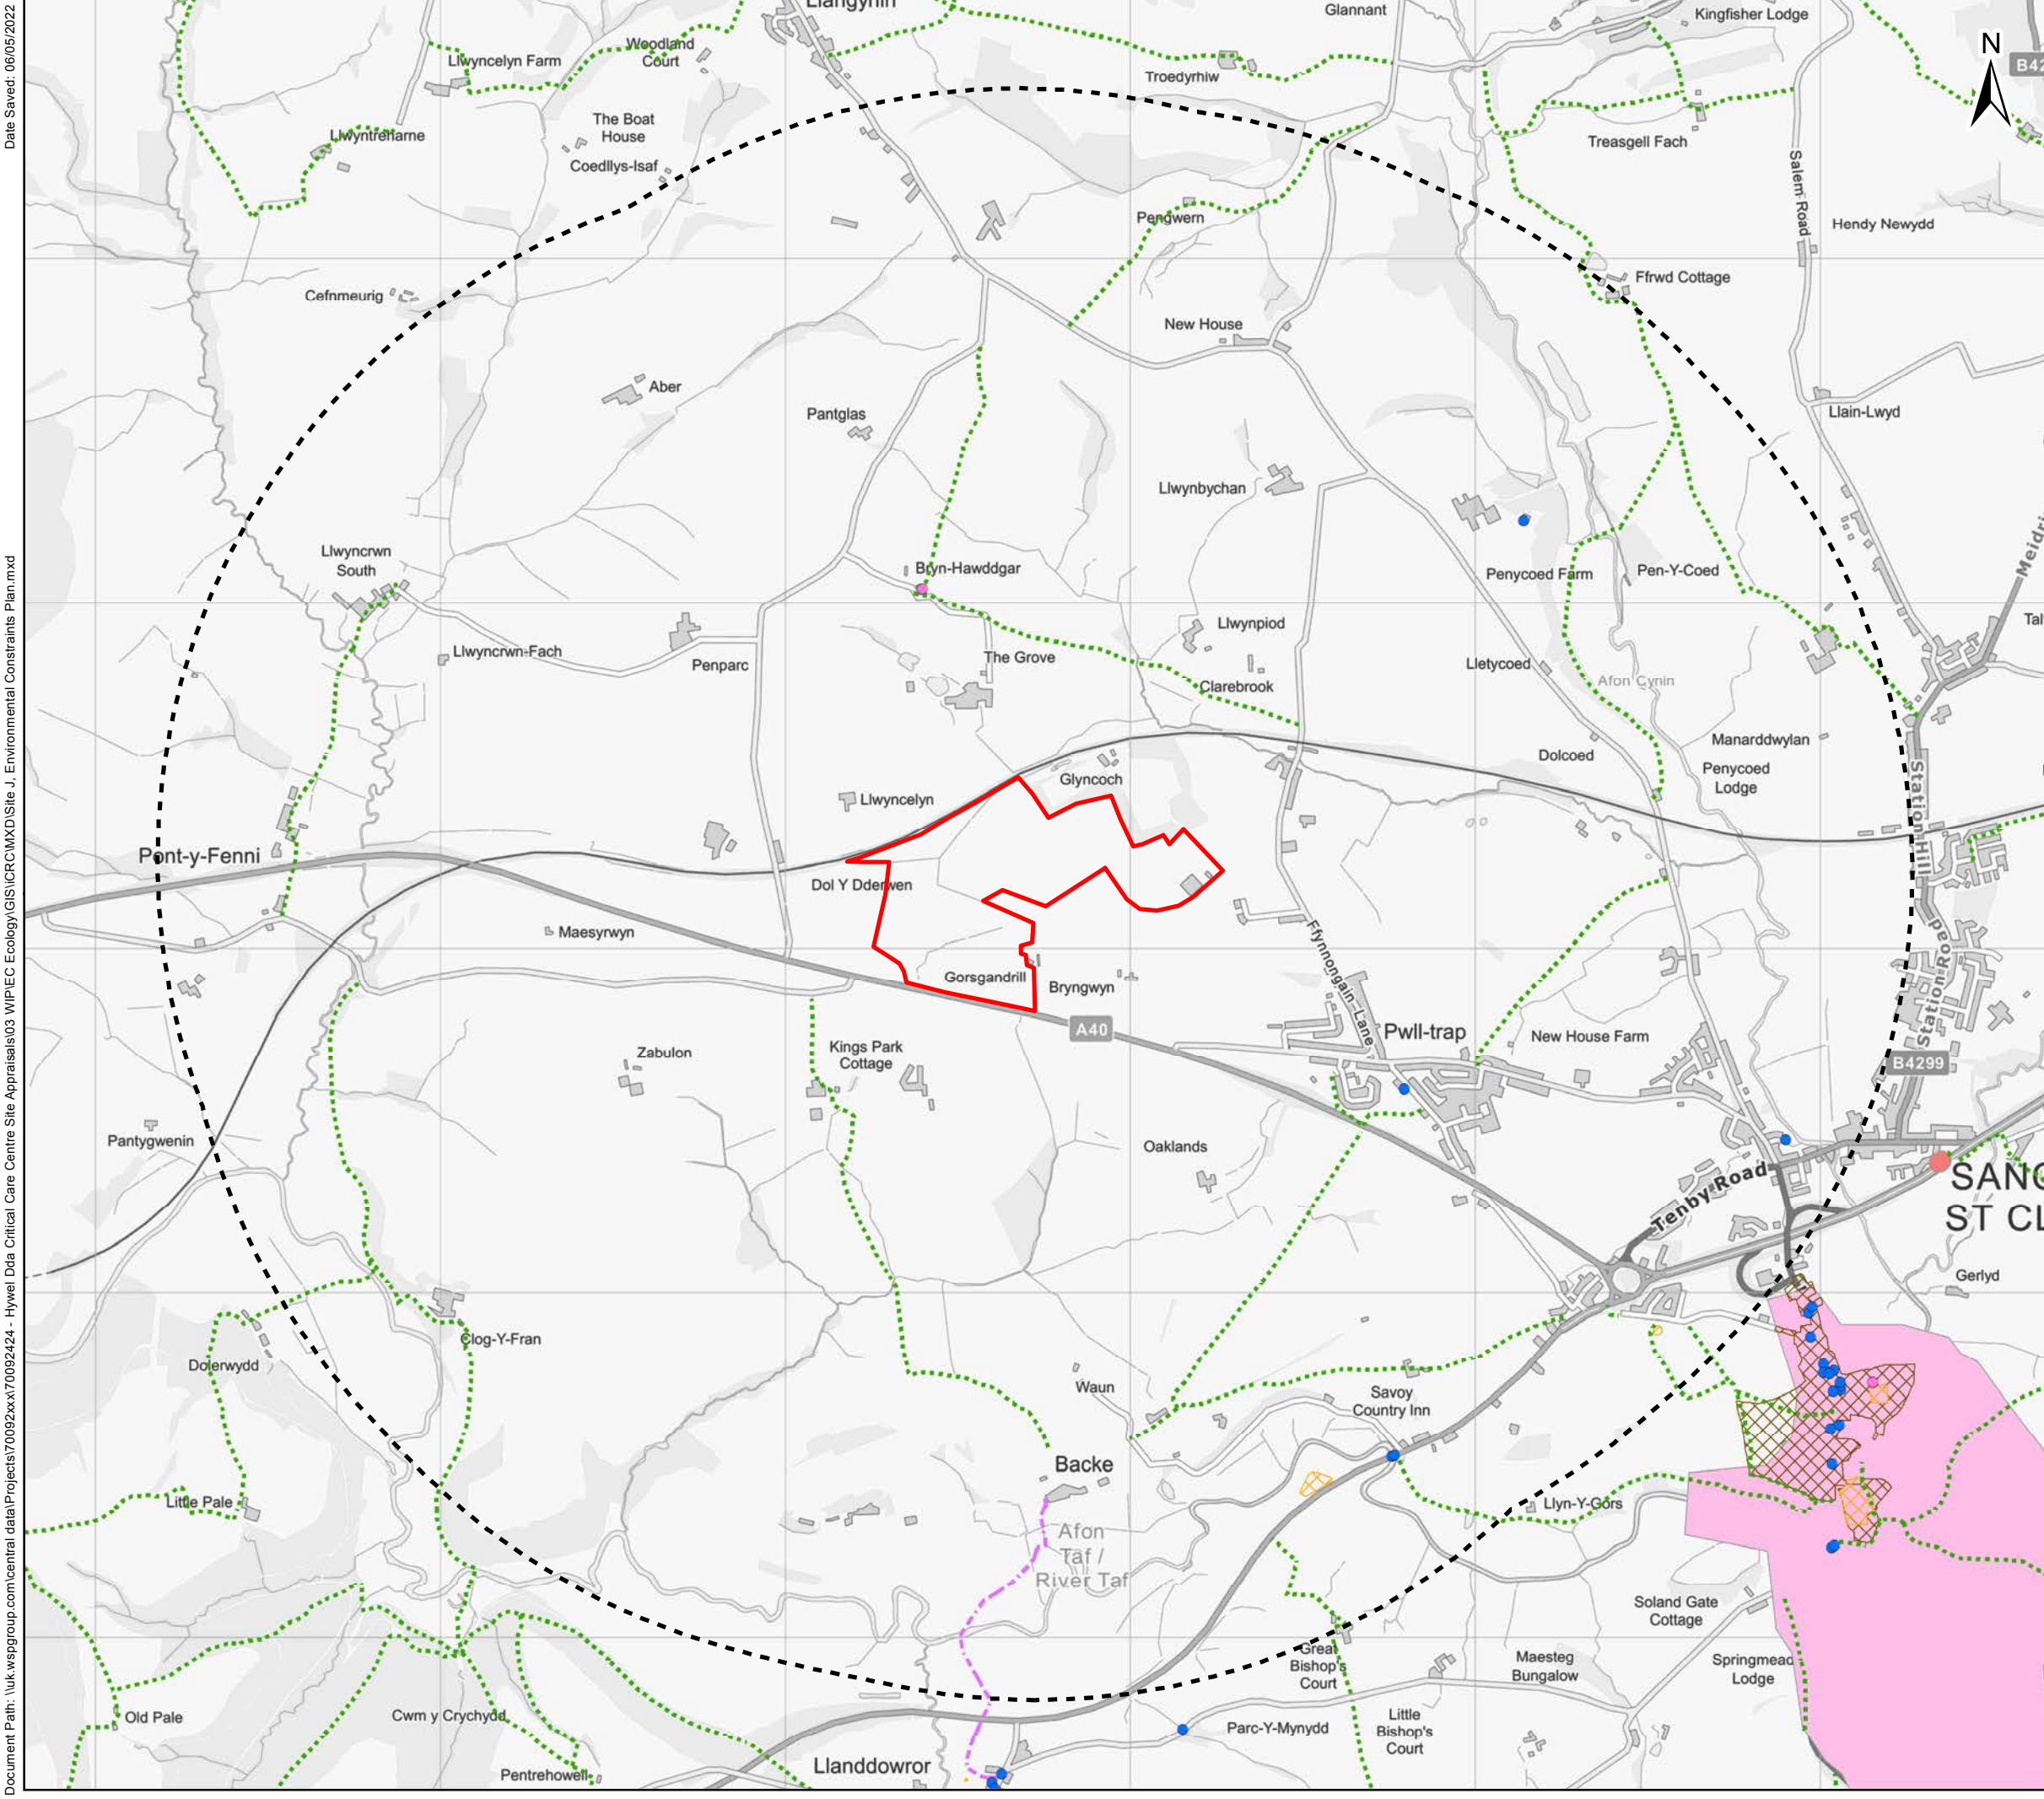 Date Saved: 06/05/2022
Document Path: \\uk.wspgroup.com\central data\Projects\70092xxx\70092424 - Hywel Dda Critical Care Centre Site Appraisals\03 WIP\EC Ecology\GIS\CRC\MXD\Site J, Environmental Constraints Plan.mxd
Llangynin
Glannant
Kingfisher Lodge
N
B42
Llwyncelyn Farm
Woodland
Court
Troedyrhiw
The Boat
House
Llwyntreharne
Coedllys-Isaf
Treasgell Fach
Salem Road
Pengwern
Hendy Newydd
Cefnmeurig
Ffrwd Cottage
New House
Aber
Pantglas
Llain-Lwyd
Llwynbychan
Meidri
Llwyncrwn
South
Bryn-Hawddgar
Penycoed Farm
Pen-Y-Coed
Tal
Llwyncrwn-Fach
Penparc
The Grove
Llwynpiod
Clarebrook
Lletycoed
Afon Cynin
Manarddwylan
Dolcoed
Penycoed
Lodge
Station Hill
Glyncoch
Llwyncelyn
Pont-y-Fenni
Dol Y Dderwen
Maesyrwyn
Ffynnongain-Lane
Station Road
Station Road
Gorsgandrill
Bryngwyn
A40
Pwll-trap
New House Farm
B4299
Zabulon
Kings Park
Cottage
Pantygwenin
Oaklands
Tenby Road
SANC
ST CL
Gerlyd
Clog-Y-Fran
Dolerwydd
Waun
Savoy
Country Inn
Backe
Little Pale
Llyn-Y-Gors
Afon
Taf /
River Taf
Soland Gate
Cottage
Great
Bishop's
Court
Maesteg
Bungalow
Springmead
Lodge
Old Pale
Cwm y Crychydd
Parc-Y-Mynydd
Little
Bishop's
Court
Llanddowror
Pentrehowell